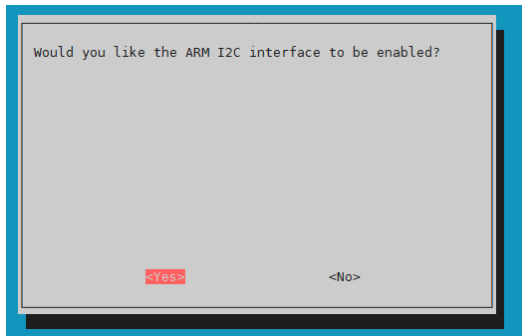 Would you like the ARM I2C interface to be enabled?
<Yes> <No>